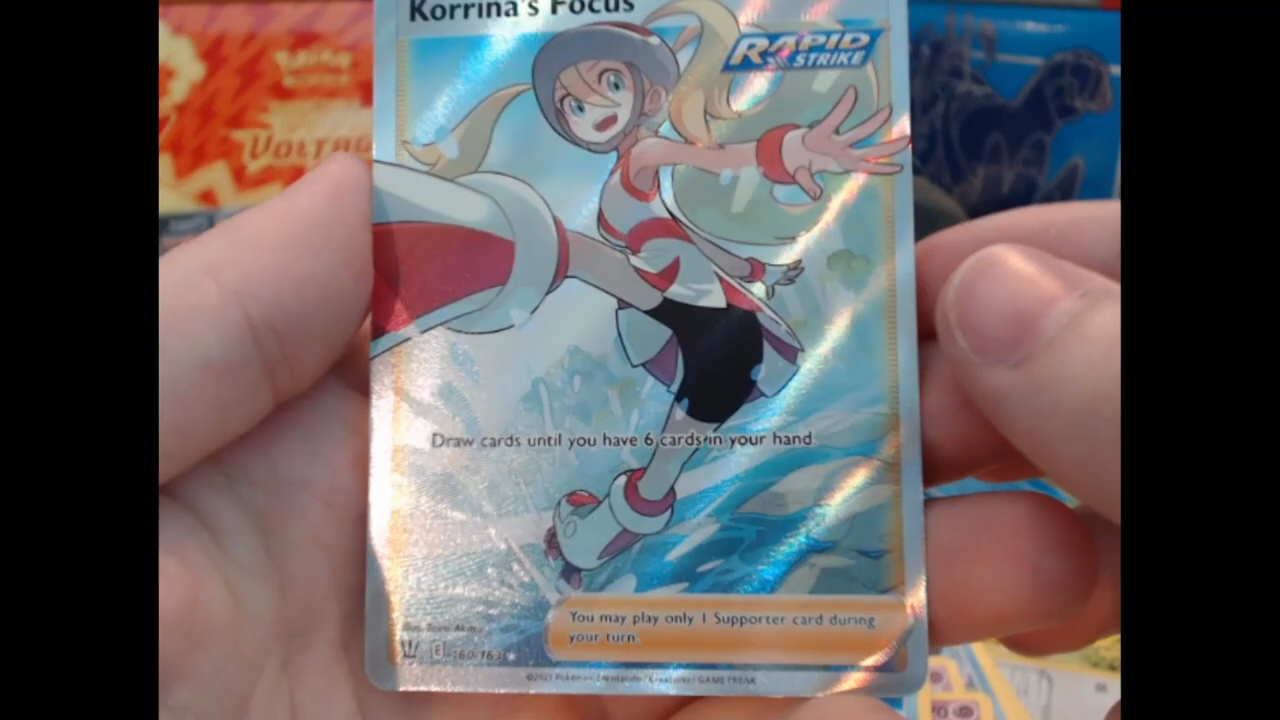 Korrina's Focus
RAPID
STRIKE
VOLTAG
Draw cards until you have 6 cards in your hand.
You may play only 1 Supporter card during
your turn.
E 160/163
©2021 Pokémon / Nintendo / Creatures / GAME FREAK